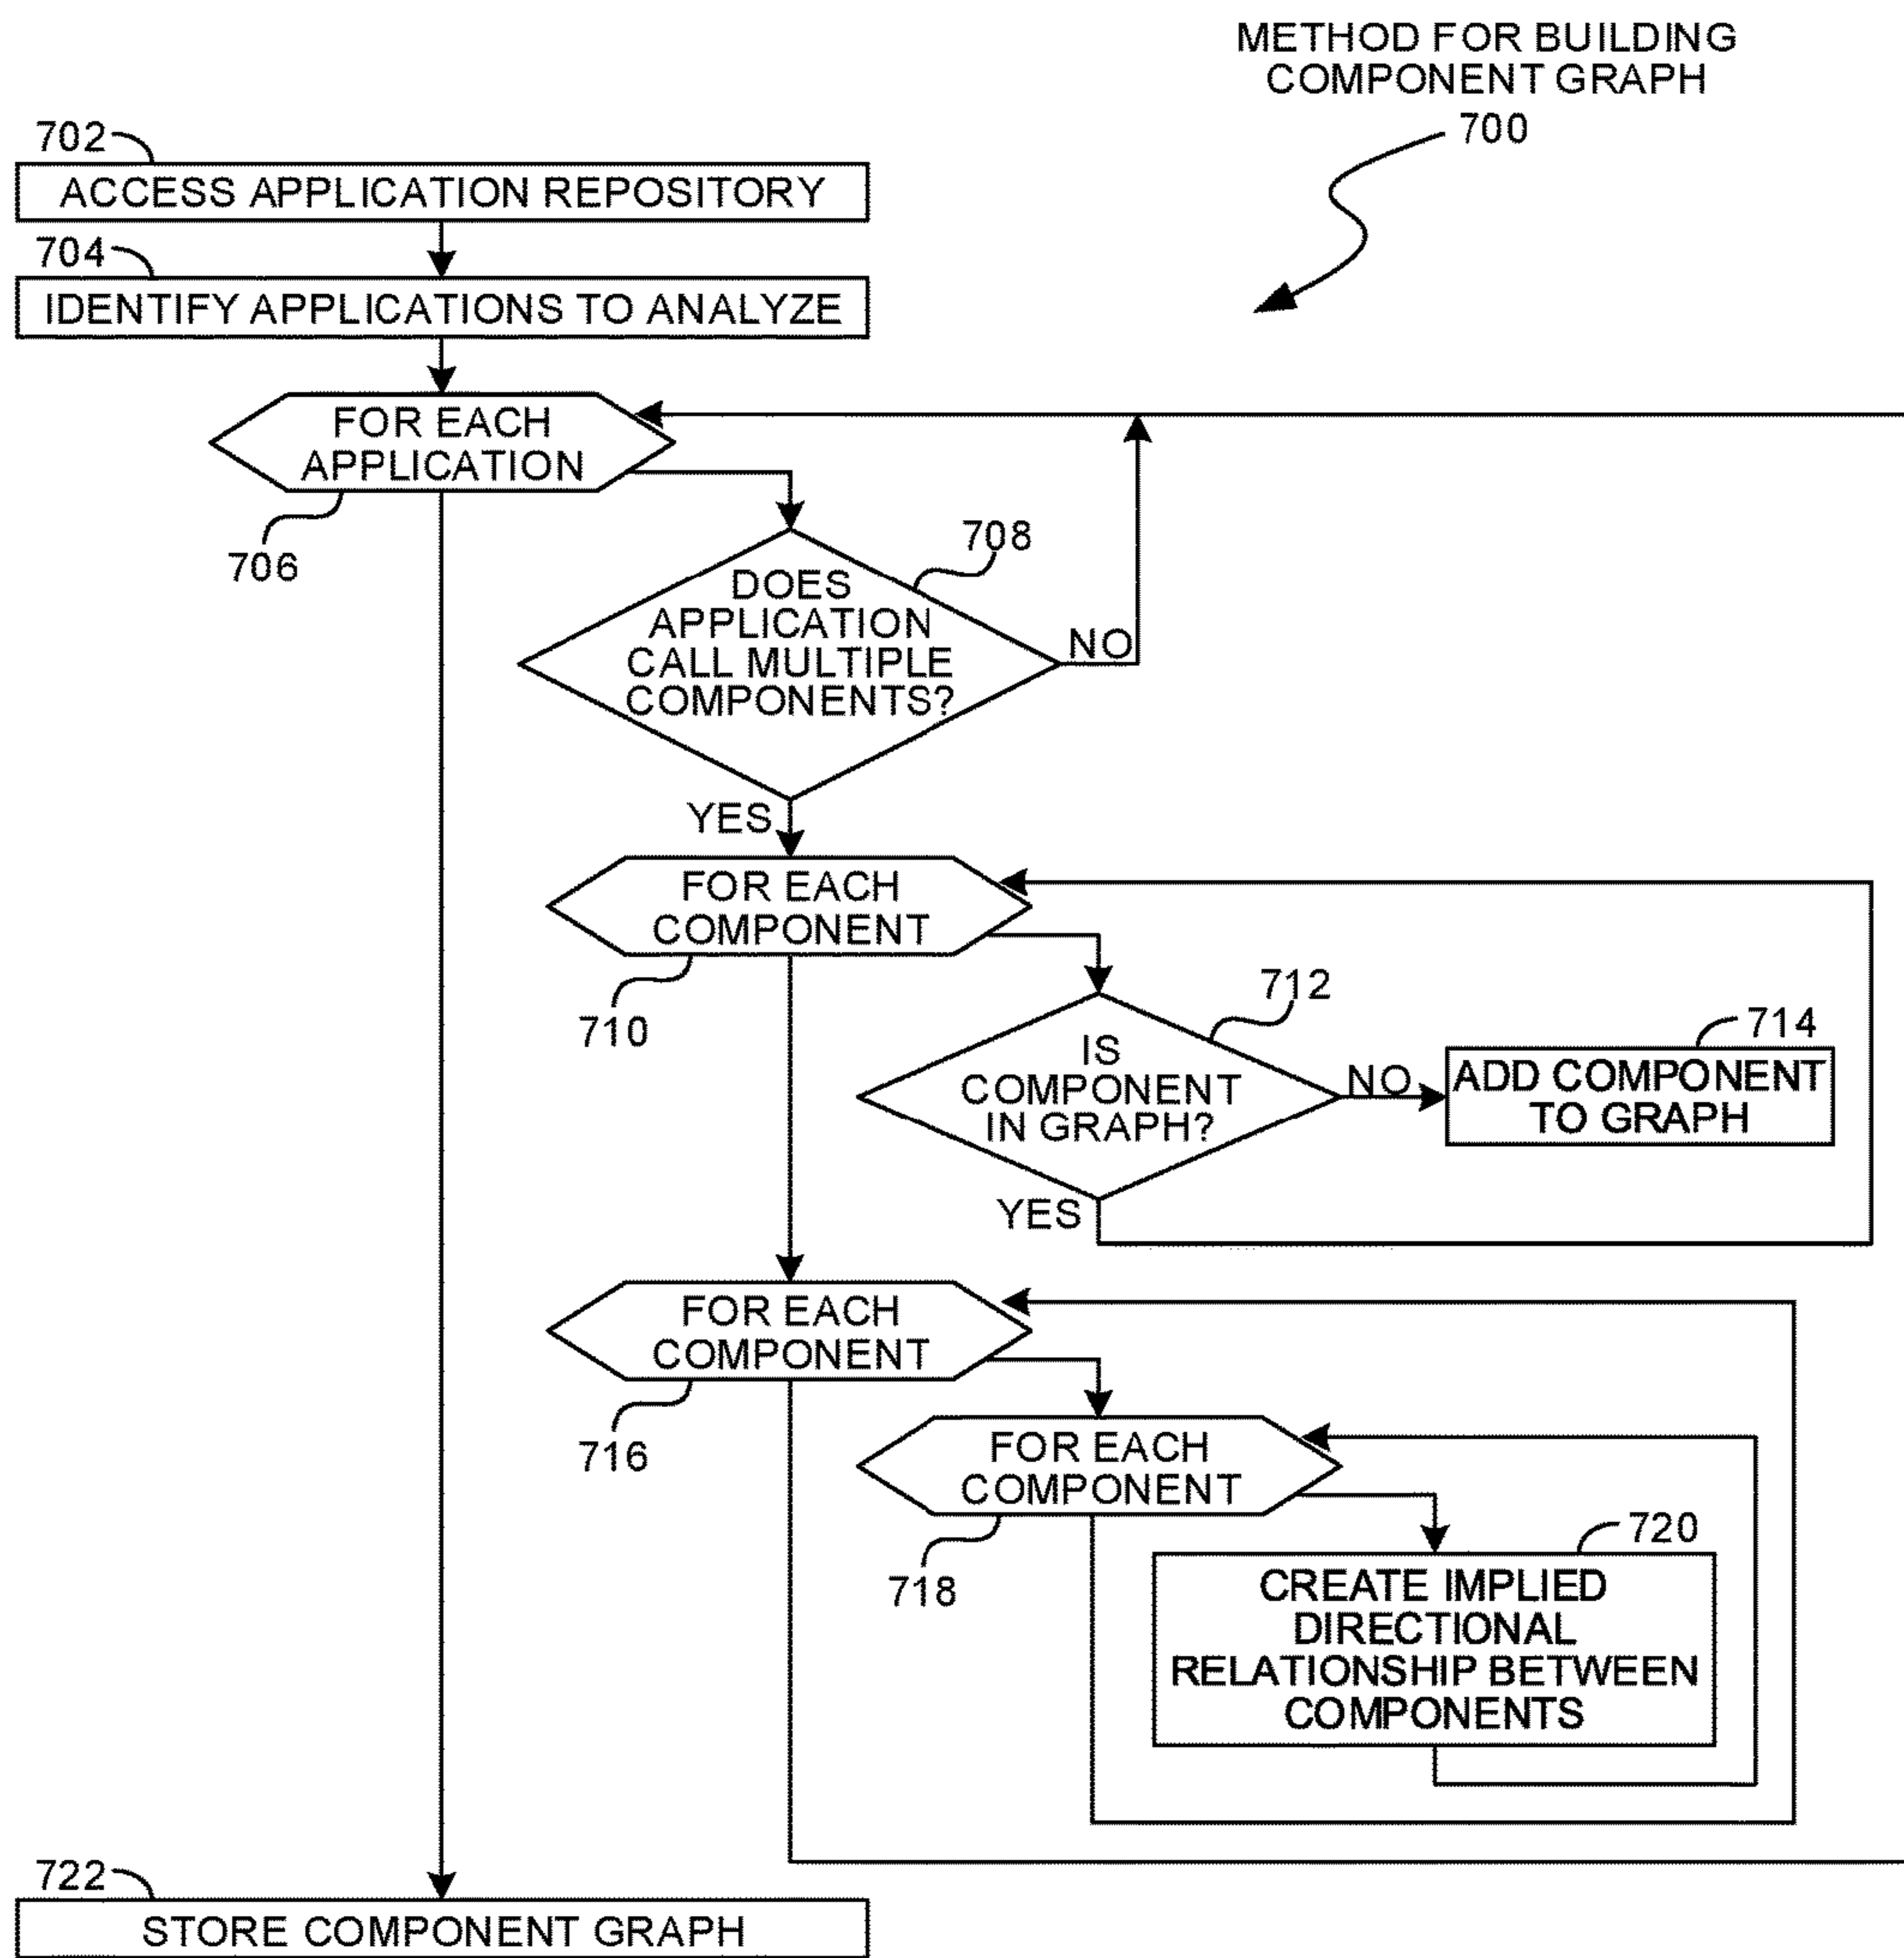 METHOD FOR BUILDING
COMPONENT GRAPH
700
702
ACCESS APPLICATION REPOSITORY
704
IDENTIFY APPLICATIONS TO ANALYZE
FOR EACH
APPLICATION
706
708
DOES
APPLICATION
CALL MULTIPLE
COMPONENTS?
NO
YES
FOR EACH
COMPONENT
710
712
IS
COMPONENT
IN GRAPH?
NO
714
ADD COMPONENT
TO GRAPH
YES
FOR EACH
COMPONENT
716
FOR EACH
COMPONENT
718
720
CREATE IMPLIED
DIRECTIONAL
RELATIONSHIP BETWEEN
COMPONENTS
722
STORE COMPONENT GRAPH